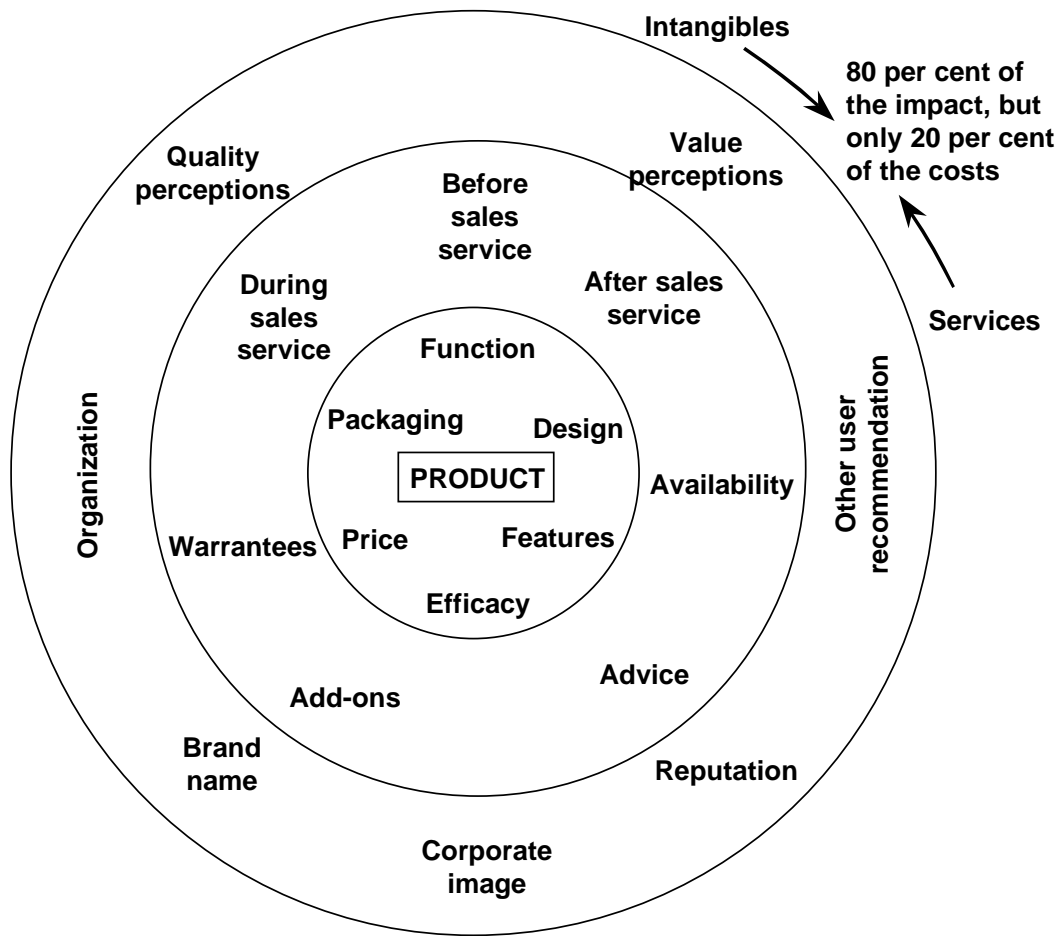 Intangibles
80 per cent of
the impact, but
only 20 per cent
of the costs
Quality
perceptions
Value
perceptions
Before
sales
service
During
sales
service
After sales
service
Services
Function
Packaging
Design
PRODUCT
Availability
Organization
Other user
recommendation
Warrantees
Price
Features
Efficacy
Add-ons
Advice
Brand
name
Reputation
Corporate
image